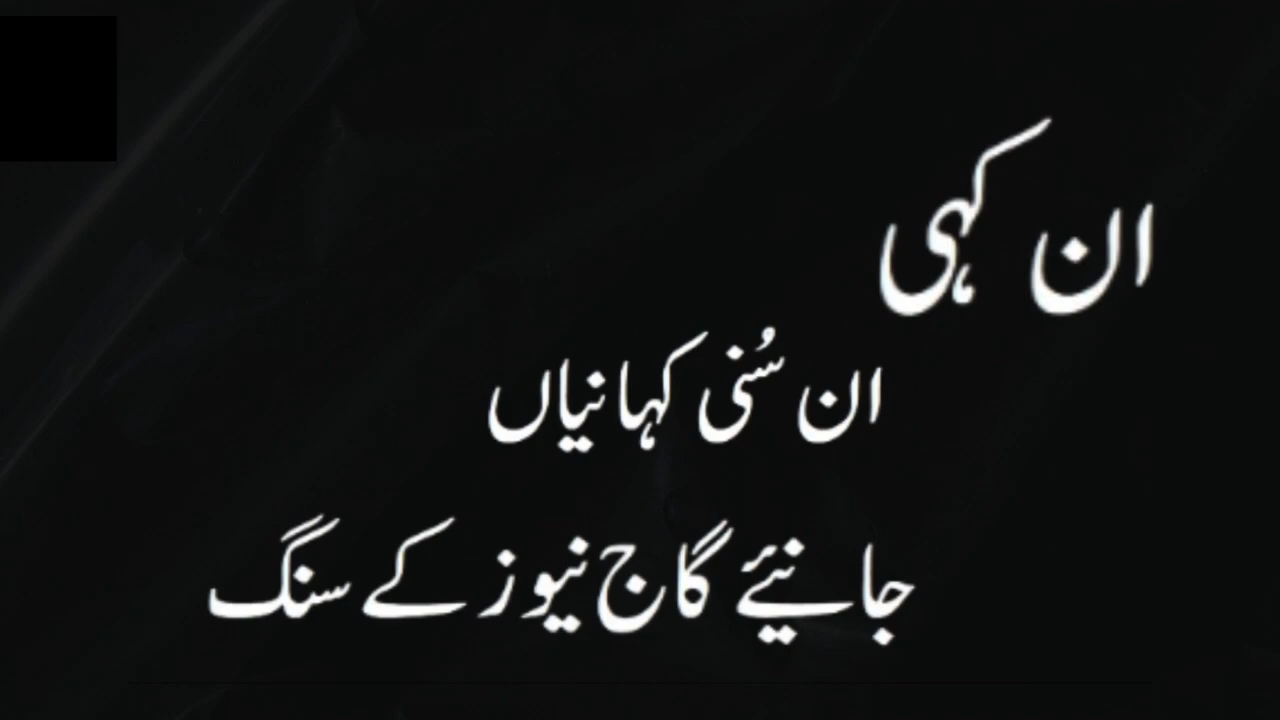 ان کہی
ان سُنی کہانیاں
جانیئے گاج نیوز کے سنگ